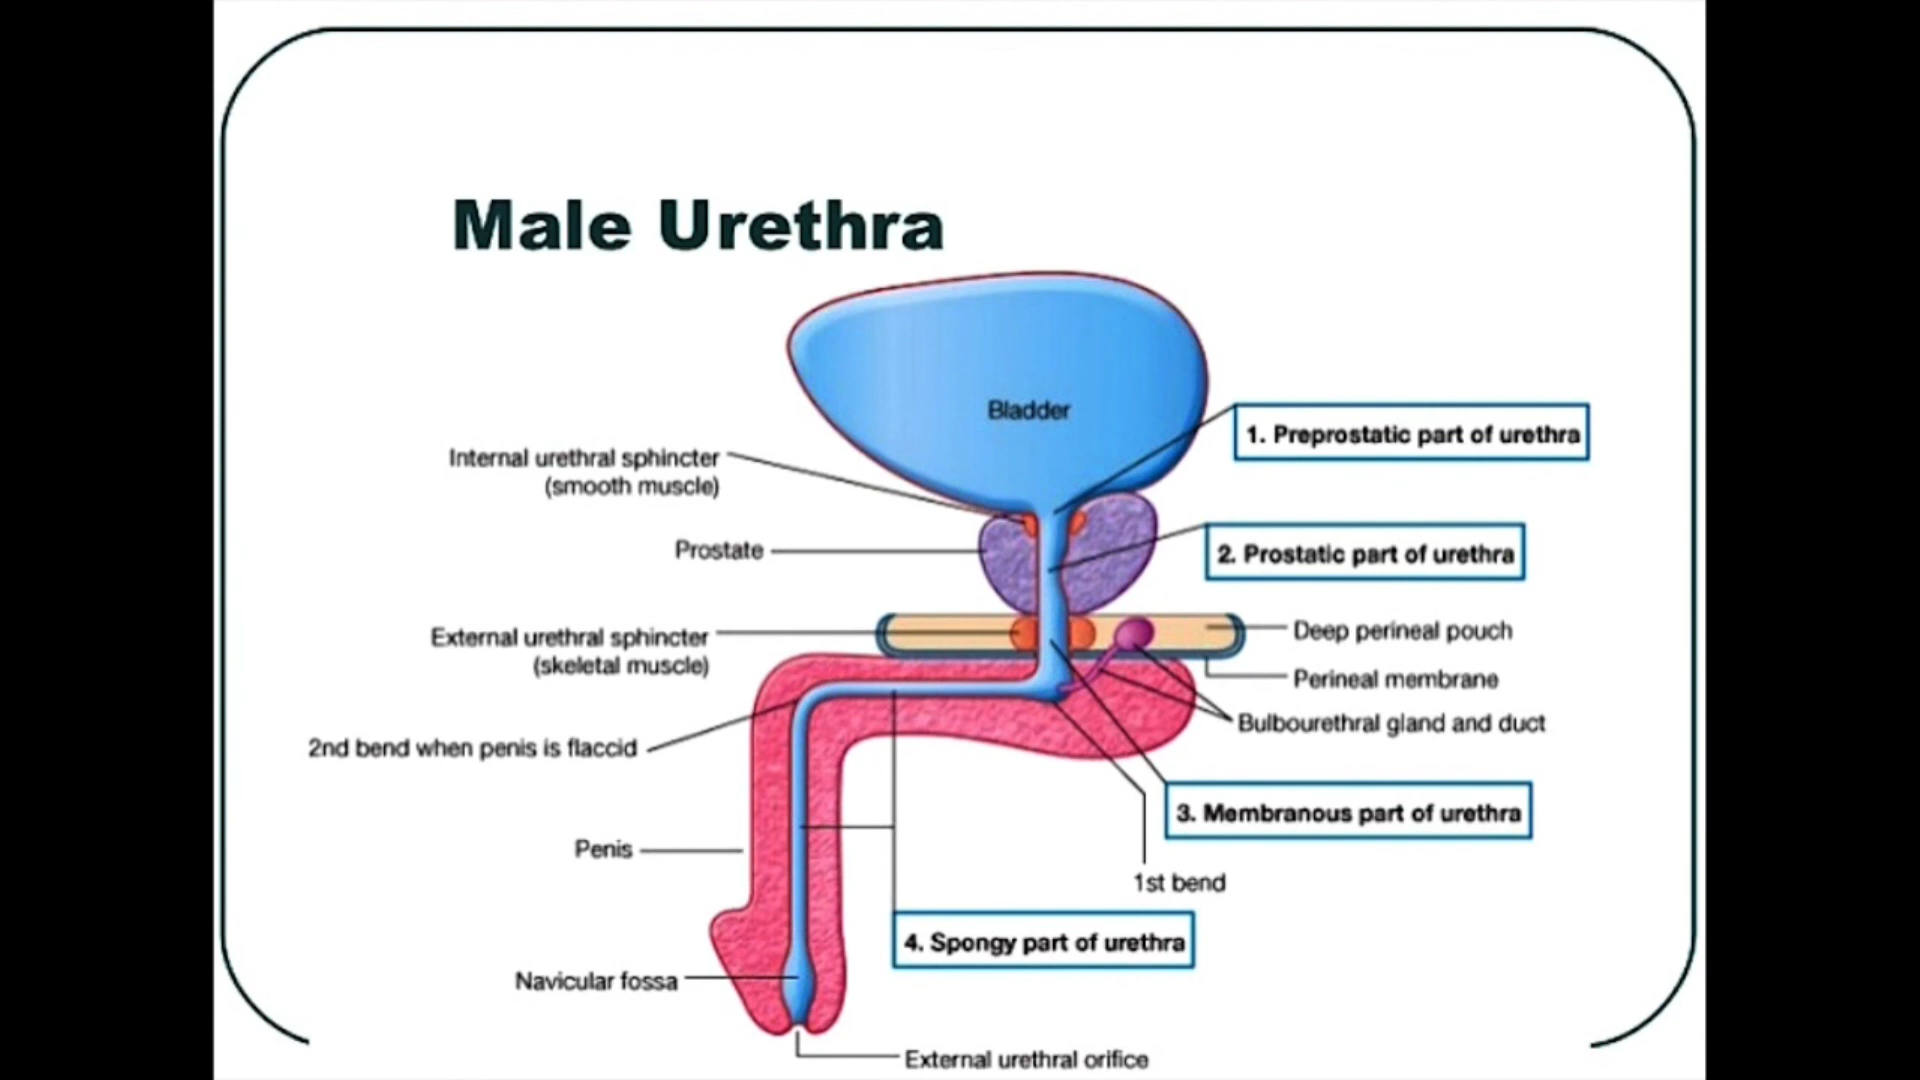 Male Urethra
Bladder
1. Preprostatic part of urethra
Internal urethral sphincter
(smooth muscle)
Prostate
2. Prostatic part of urethra
External urethral sphincter
(skeletal muscle)
Deep perineal pouch
Perineal membrane
Bulbourethral gland and duct
2nd bend when penis is flaccid
3. Membranous part of urethra
Penis
1st bend
4. Spongy part of urethra
Navicular fossa
External urethral orifice